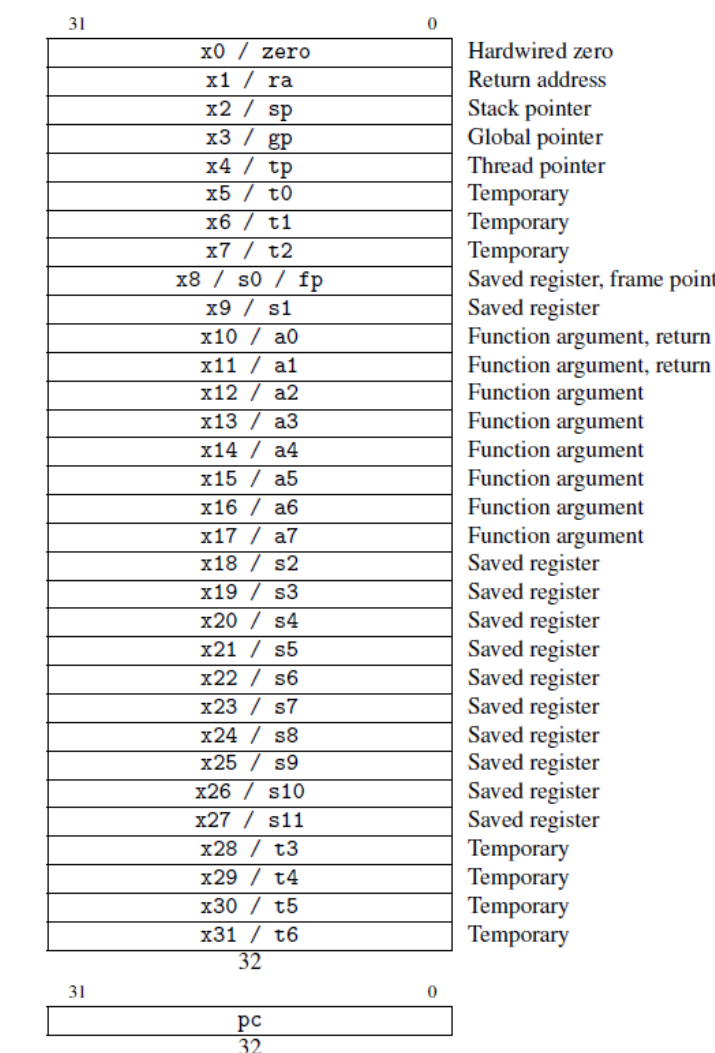 31 0
x0 / zero Hardwired zero
x1 / ra Return address
x2 / sp Stack pointer
x3 / gp Global pointer
x4 / tp Thread pointer
x5 / t0 Temporary
x6 / t1 Temporary
x7 / t2 Temporary
x8 / s0 / fp Saved register, frame point
x9 / s1 Saved register
x10 / a0 Function argument, return
x11 / a1 Function argument, return
x12 / a2 Function argument
x13 / a3 Function argument
x14 / a4 Function argument
x15 / a5 Function argument
x16 / a6 Function argument
x17 / a7 Function argument
x18 / s2 Saved register
x19 / s3 Saved register
x20 / s4 Saved register
x21 / s5 Saved register
x22 / s6 Saved register
x23 / s7 Saved register
x24 / s8 Saved register
x25 / s9 Saved register
x26 / s10 Saved register
x27 / s11 Saved register
x28 / t3 Temporary
x29 / t4 Temporary
x30 / t5 Temporary
x31 / t6 Temporary
32
31 0
pc
32